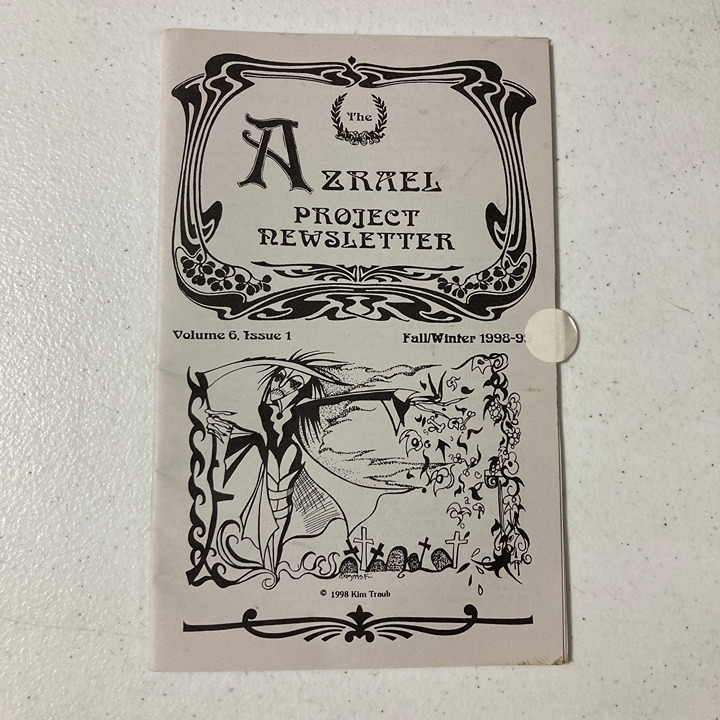 The
AZRAEL
PROJECT
NEWSLETTER
Volume 6, Issue 1
Fall/Winter 1998-9
© 1998 Kim Traub